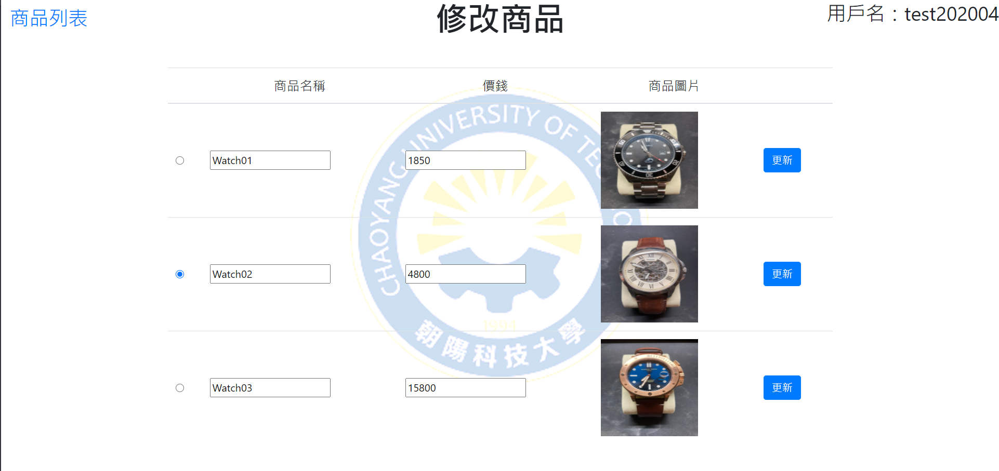 商品列表
修改商品
用戶名：test202004
商品名稱 價錢 商品圖片
CHAOYANG UNIVERSITY OF TEC
Watch01 1850 更新
Watch02 4800 更新
1994
朝陽科技大學
Watch03 15800 更新